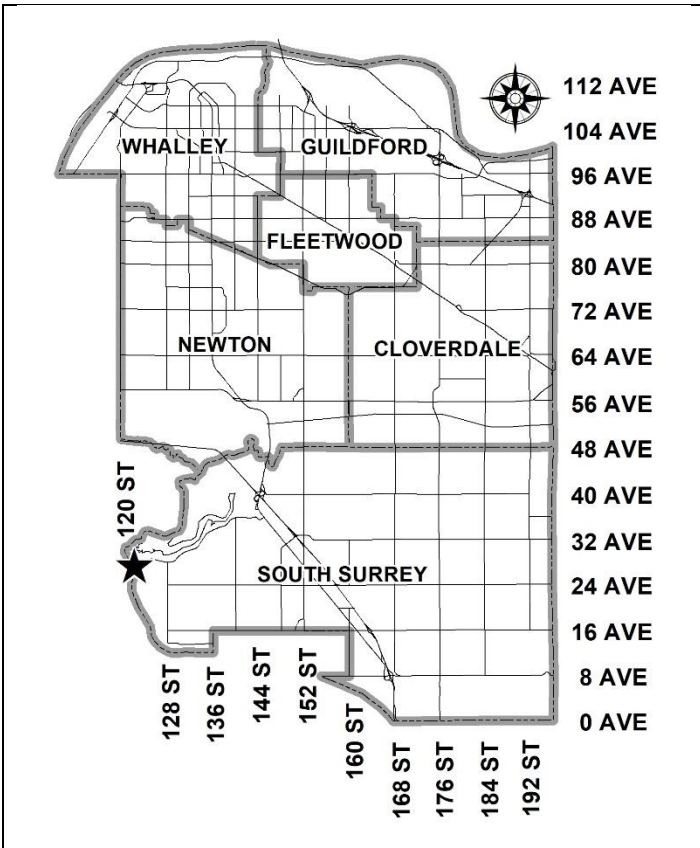 112 AVE
104 AVE
WHALLEY
GUILDFORD
96 AVE
88 AVE
FLEETWOOD
80 AVE
72 AVE
NEWTON
CLOVERDALE
64 AVE
56 AVE
48 AVE
120 ST
40 AVE
32 AVE
SOUTH SURREY
24 AVE
16 AVE
128 ST
136 ST
144 ST
152 ST
160 ST
8 AVE
0 AVE
168 ST
176 ST
184 ST
192 ST